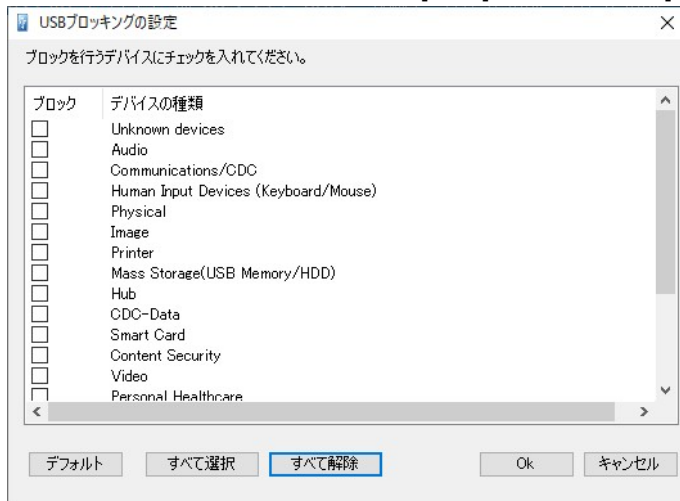 USBブロッキングの設定
ブロックを行うデバイスにチェックを入れてください。
ブロック デバイスの種類
Unknown devices
Audio
Communications/CDC
Human Input Devices (Keyboard/Mouse)
Physical
Image
Printer
Mass Storage(USB Memory/HDD)
Hub
CDC-Data
Smart Card
Content Security
Video
Personal Healthcare
デフォルト すべて選択 すべて解除 Ok キャンセル